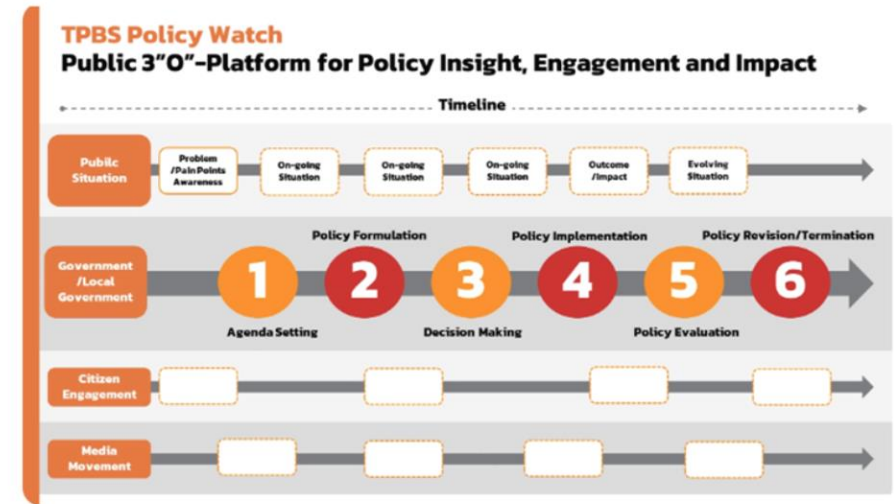 TPBS Policy Watch
Public 3"O"-Platform for Policy Insight, Engagement and Impact
Timeline
Public
Situation
Problem
/Pain Points
Awareness
On-going
Situation
On-going
Situation
On-going
Situation
Outcome
/Impact
Evolving
Situation
Government
/Local
Government
Policy Formulation
Policy Implementation
Policy Revision/Termination
1
2
3
4
5
6
Agenda Setting
Decision Making
Policy Evaluation
Citizen
Engagement
Media
Movement